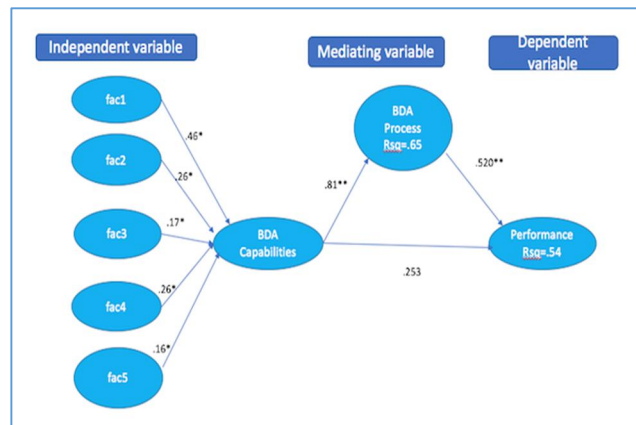 Independent variable
Mediating variable
Dependent
variable
fac1
fac2
fac3
fac4
fac5
.46*
.26*
.17*
.26*
.16*
BDA
Capabilities
.81**
BDA
Process
Rsq=.65
.520**
.253
Performance
Rsq=.54